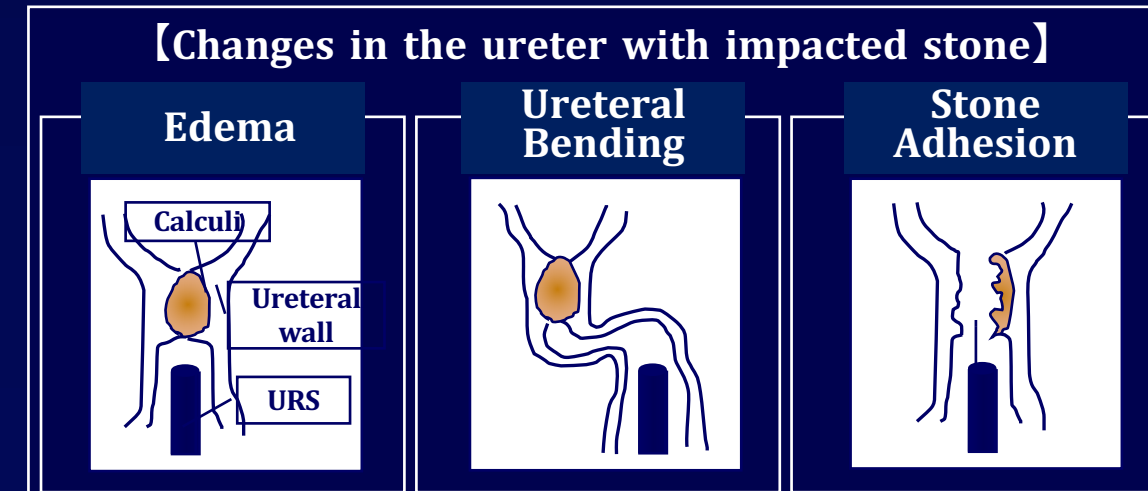 【Changes in the ureter with impacted stone】
Edema
Ureteral
Bending
Stone
Adhesion
Calculi
Ureteral
wall
URS